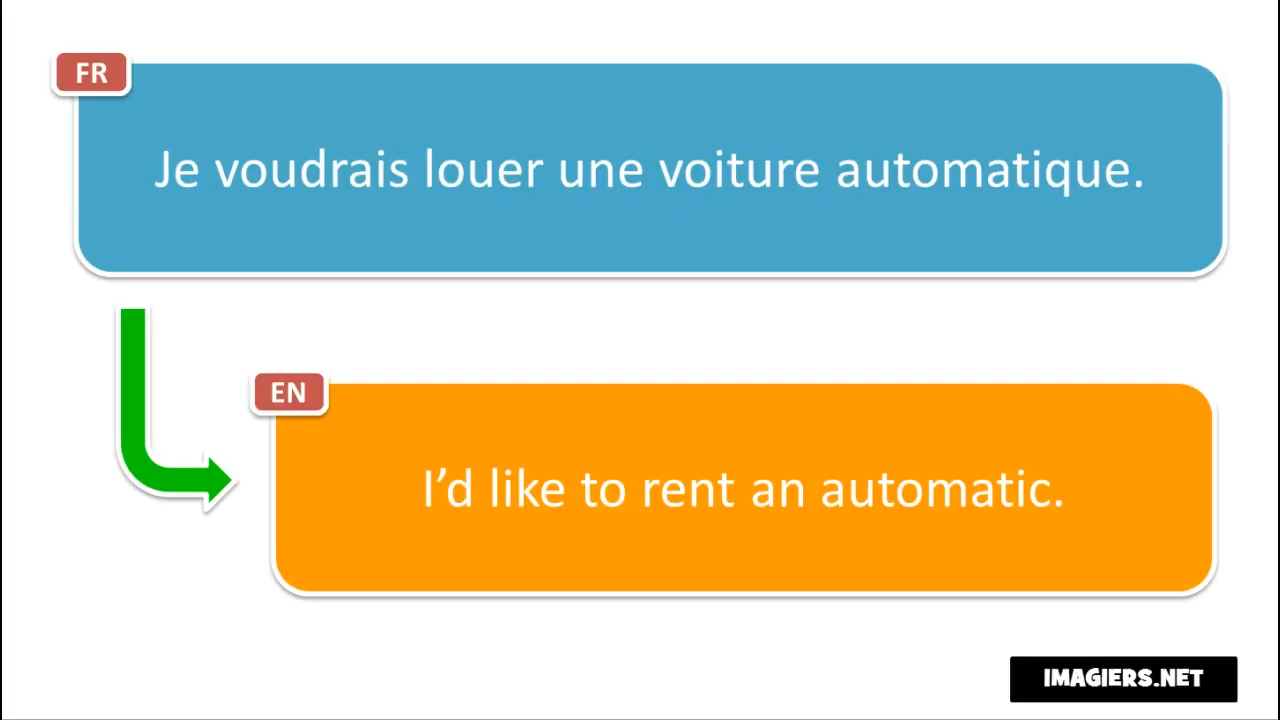 FR
Je voudrais louer une voiture automatique.
EN
I’d like to rent an automatic.
IMAGIERS.NET